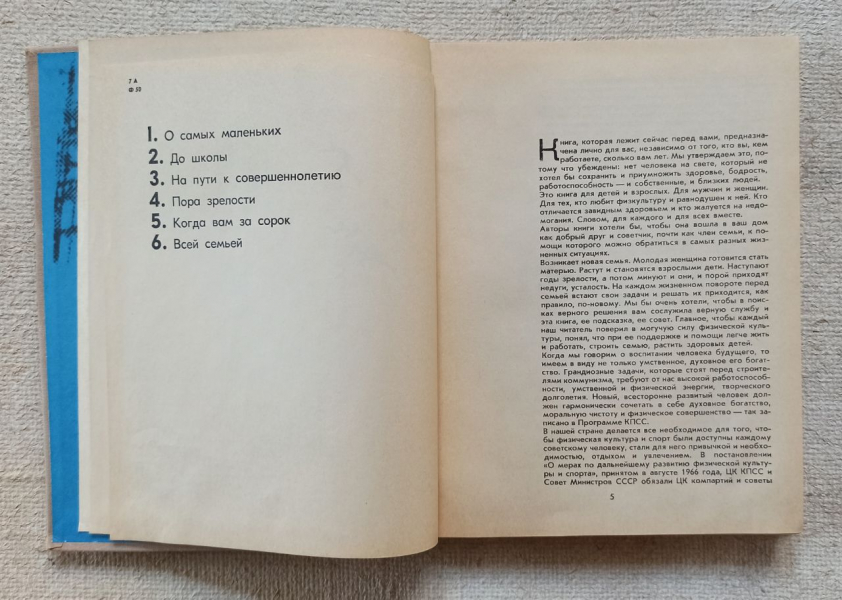 7 А
Ф 50
1. О самых маленьких
2. До школы
3. На пути к совершеннолетию
4. Пора зрелости
5. Когда вам за сорок
6. Всей семьей
Книга, которая лежит сейчас перед вами, предназна-
чена лично для вас, независимо от того, кто вы, кем
работаете, сколько вам лет. Мы утверждаем это, по-
тому что убеждены: нет человека на свете, который не
хотел бы сохранить и приумножить здоровье, бодрость,
работоспособность — и собственные, и близких людей.
Это книга для детей и взрослых. Для мужчин и женщин.
Для тех, кто любит физкультуру и равнодушен к ней. Кто
отличается завидным здоровьем и кто жалуется на недо-
могания. Словом, для каждого и для всех вместе.
Авторы книги хотели бы, чтобы она вошла в ваш дом
как добрый друг и советчик, почти как член семьи, к по-
мощи которого можно обратиться в самых разных жиз-
ненных ситуациях.
Возникает новая семья. Молодая женщина готовится стать
матерью. Растут и становятся взрослыми дети. Наступают
годы зрелости, а потом минуют и они, и порой приходят
недуги, усталость. На каждом жизненном повороте перед
семьей встают свои задачи и решать их приходится, как
правило, по-новому. Мы бы очень хотели, чтобы в поис-
ках верного решения вам сослужила верную службу и
эта книга, ее подсказка, ее совет. Главное, чтобы каждый
наш читатель поверил в могучую силу физической куль-
туры, понял, что при ее поддержке и помощи легче жить
и работать, строить семью, растить здоровых детей.
Когда мы говорим о воспитании человека будущего, то
имеем в виду не только умственное, духовное его богат-
ство. Грандиозные задачи, которые стоят перед строите-
лями коммунизма, требуют от нас высокой работоспособ-
ности, умственной и физической энергии, творческого
долголетия. Новый, всесторонне развитый человек дол-
жен гармонически сочетать в себе духовное богатство,
моральную чистоту и физическое совершенство — так за-
писано в Программе КПСС.
В нашей стране делается все необходимое для того, что-
бы физическая культура и спорт были доступны каждому
советскому человеку, стали для него привычкой и необхо-
димостью, отдыхом и увлечением. В постановлении
«О мерах по дальнейшему развитию физической культу-
ры и спорта», принятом в августе 1966 года, ЦК КПСС и
Совет Министров СССР обязали ЦК компартий и советы
5